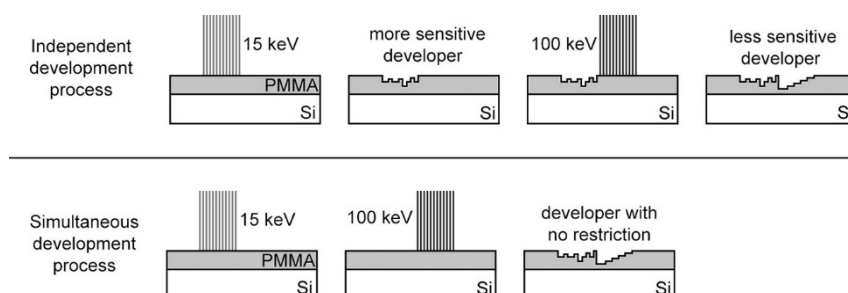 Independent
development
process
15 keV
PMMA
Si
more sensitive
developer
Si
100 keV
Si
less sensitive
developer
Simultaneous
development
process
15 keV
PMMA
Si
100 keV
Si
developer with
no restriction
Si